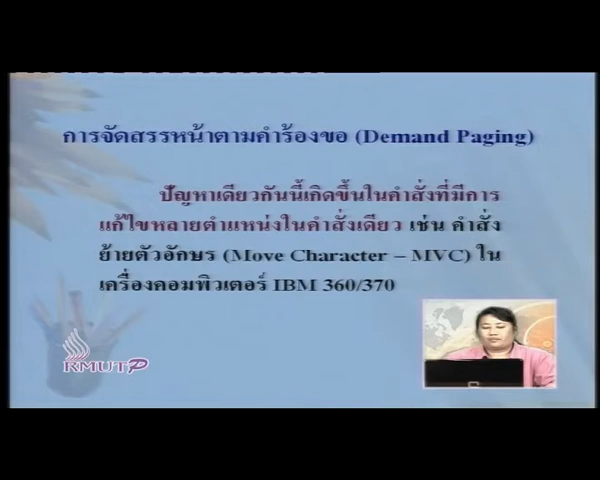 การจัดสรรหน้าตามคำร้องขอ (Demand Paging)
ปัญหาเดียวกันนี้เกิดขึ้นในคำสั่งที่มีการ
แก้ไขหลายตำแหน่งในคำสั่งเดียว เช่น คำสั่ง
ย้ายตัวอักษร (Move Character – MVC) ใน
เครื่องคอมพิวเตอร์ IBM 360/370
RMUTP